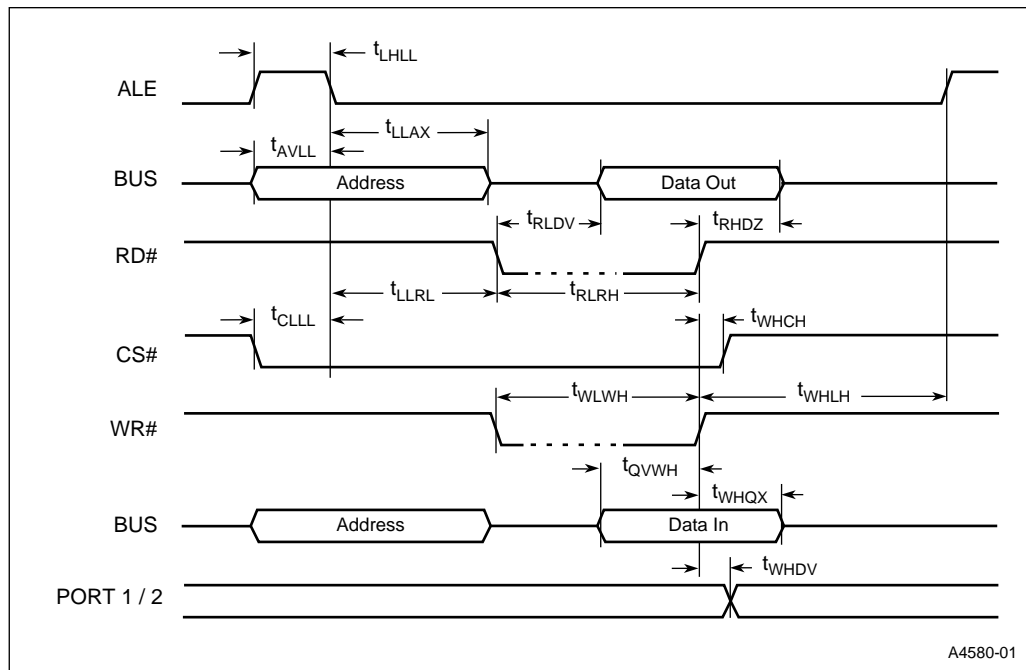 tLHLL
ALE
tLLAX
tAVLL
BUS
Address
Data Out
tRLDV
tRHDZ
RD#
tLLRL
tRLRH
tCLLL
tWHCH
CS#
tWLWH
tWHLH
WR#
tQVWH
tWHQX
BUS
Address
Data In
tWHDV
PORT 1 / 2
A4580-01